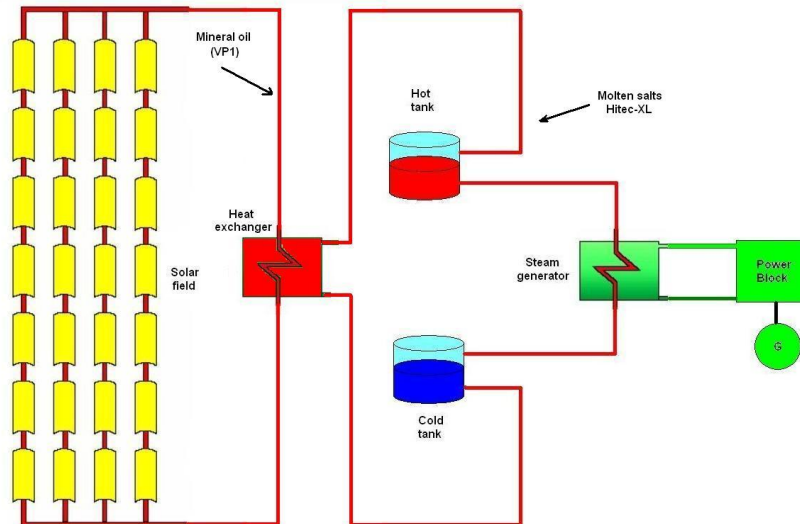 Mineral oil
(VP1)
Hot
tank
Molten salts
Hitec-XL
Heat
exchanger
Solar
field
Steam
generator
Power
Block
G
Cold
tank